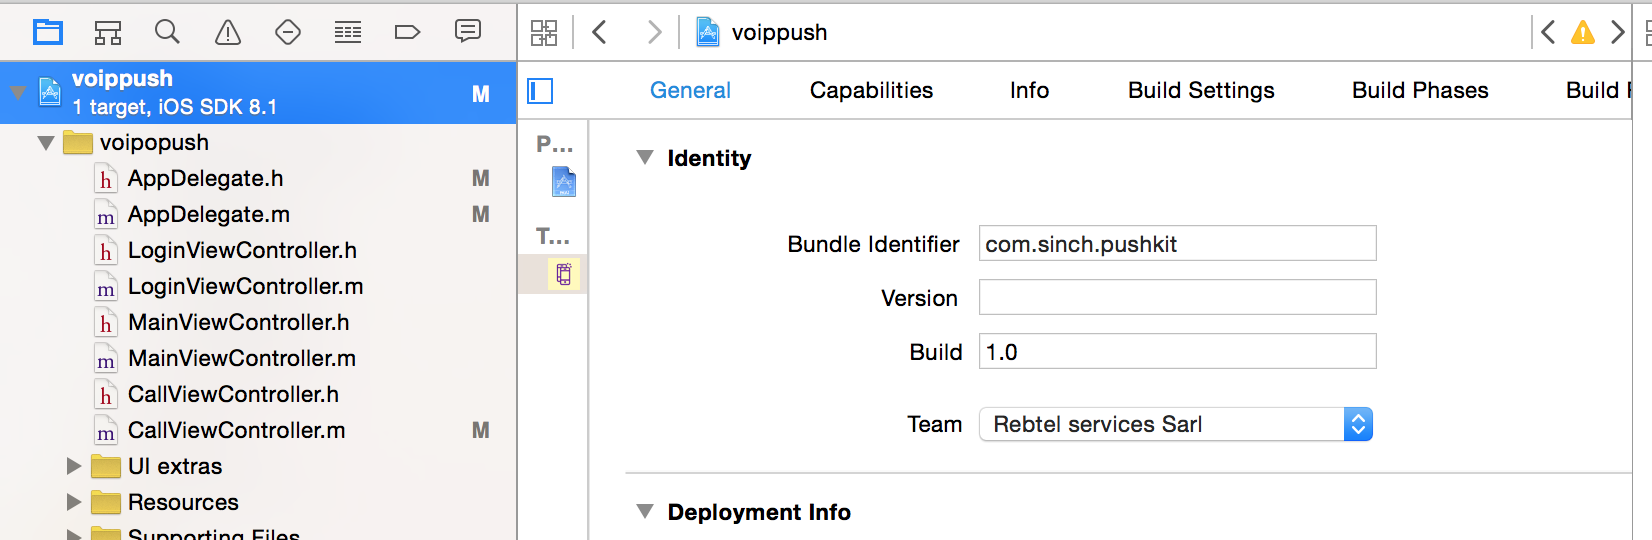 voippush
1 target, iOS SDK 8.1
M
voipopush
h AppDelegate.h M
m AppDelegate.m M
h LoginViewController.h
m LoginViewController.m
h MainViewController.h
m MainViewController.m
h CallViewController.h
m CallViewController.m M
UI extras
Resources
Supporting Files
voippush
General Capabilities Info Build Settings Build Phases Build
P...
T...
Identity
Bundle Identifier com.sinch.pushkit
Version
Build 1.0
Team Rebtel services Sarl
Deployment Info